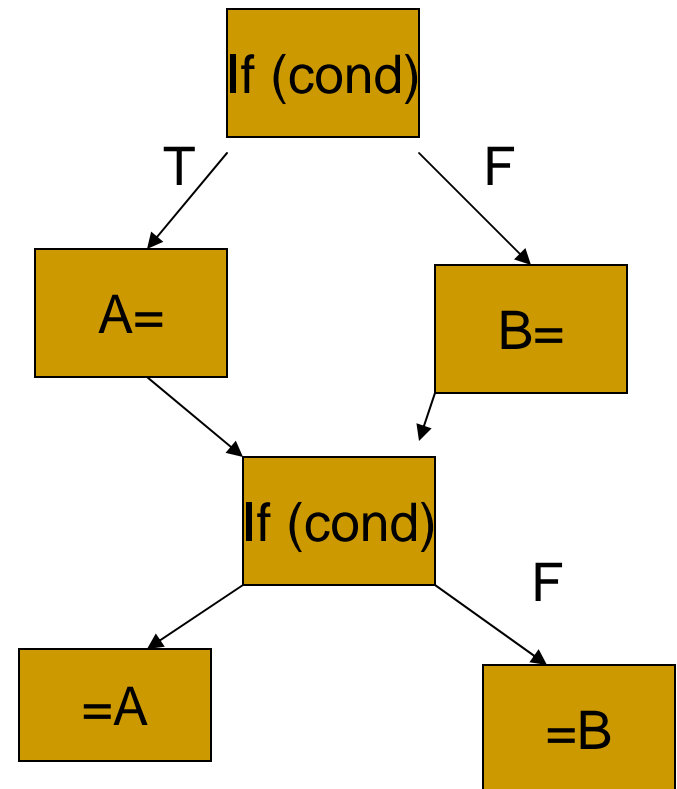 If (cond)
T
F
A=
B=
If (cond)
F
=A
=B